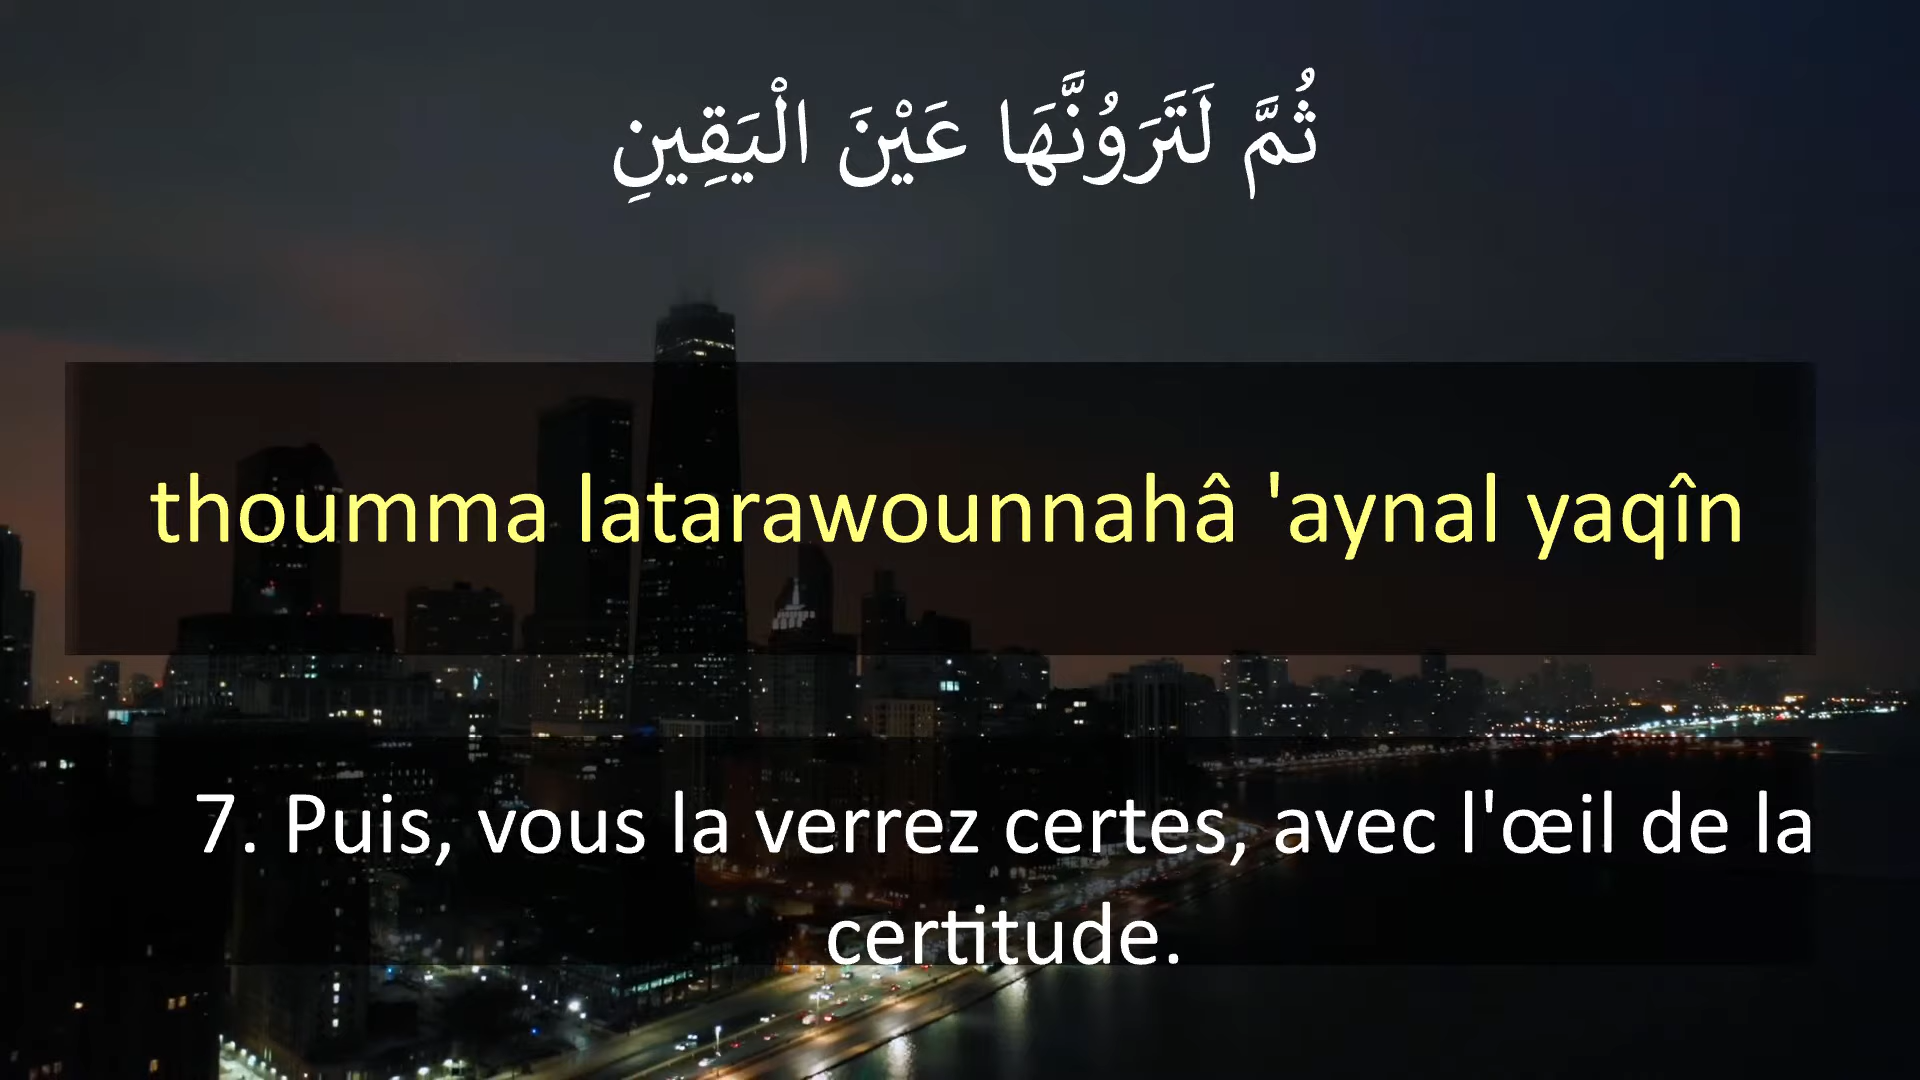 ثُمَّ لَتَرَوُنَّهَا عَيْنَ الْيَقِينِ
thoumma latarawounnahâ 'aynal yaqîn
7. Puis, vous la verrez certes, avec l'œil de la
certitude.